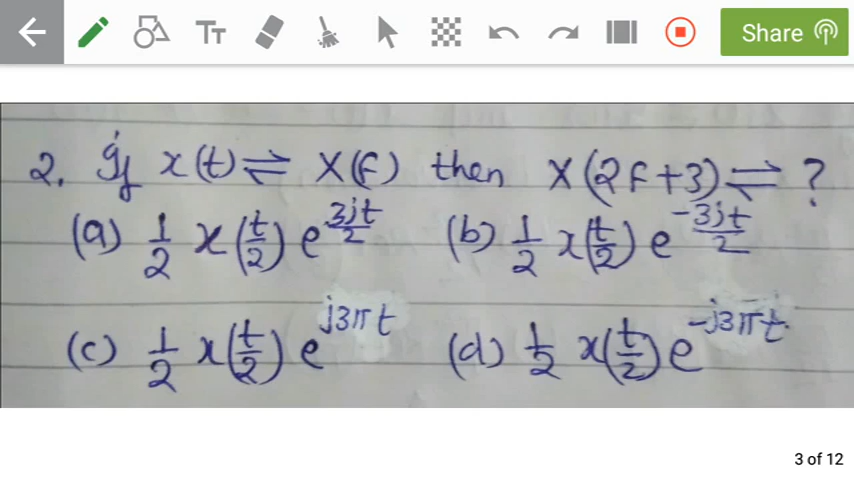 Share
2. If x(t) ⇌ X(f) then X(2f+3) ⇌ ?
(a) 1/2 x(t/2) e^(3jt/2) (b) 1/2 x(t/2) e^(-3jt/2)
(c) 1/2 x(t/2) e^(j3πt) (d) 1/2 x(t/2) e^(-j3πt)
3 of 12